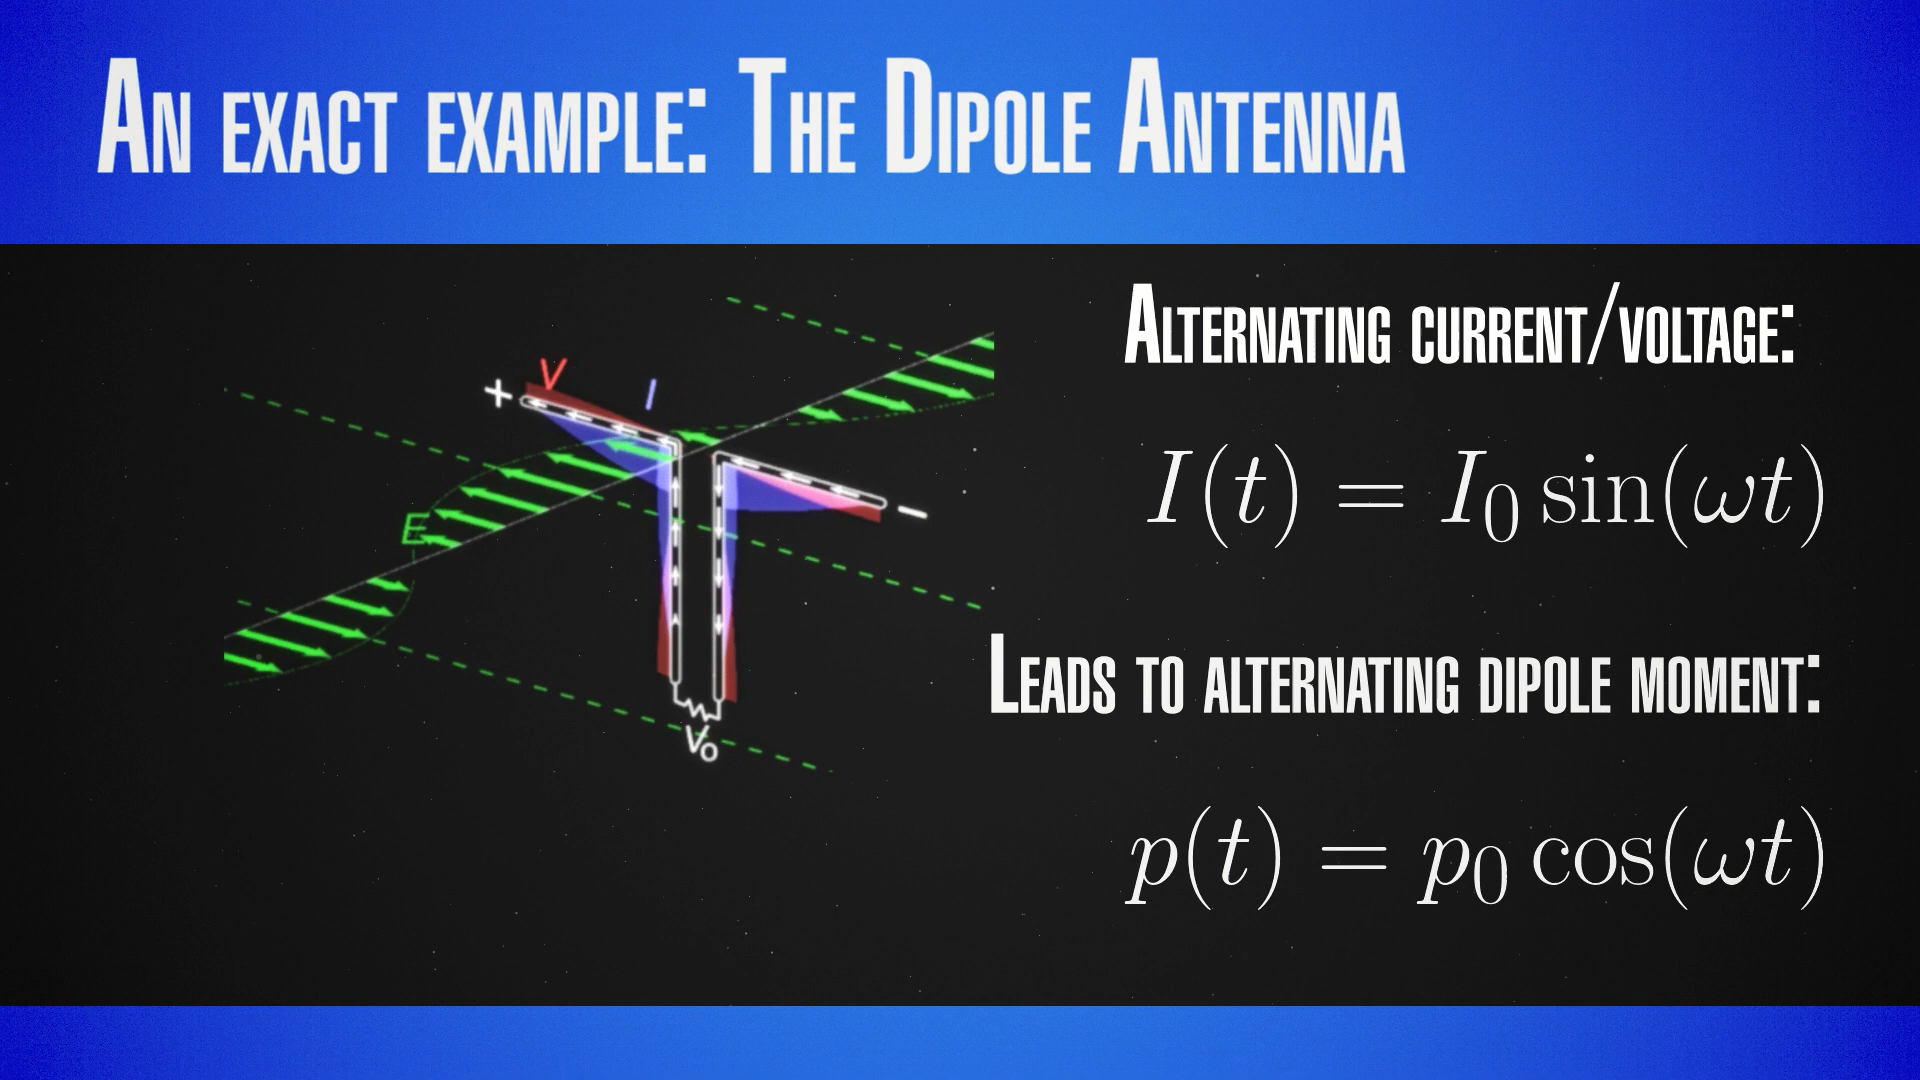 An exact example: The Dipole Antenna
Alternating current/voltage:
V
I
+
I(t) = I₀ sin(ωt)
−
E
Leads to alternating dipole moment:
V₀
p(t) = p₀ cos(ωt)